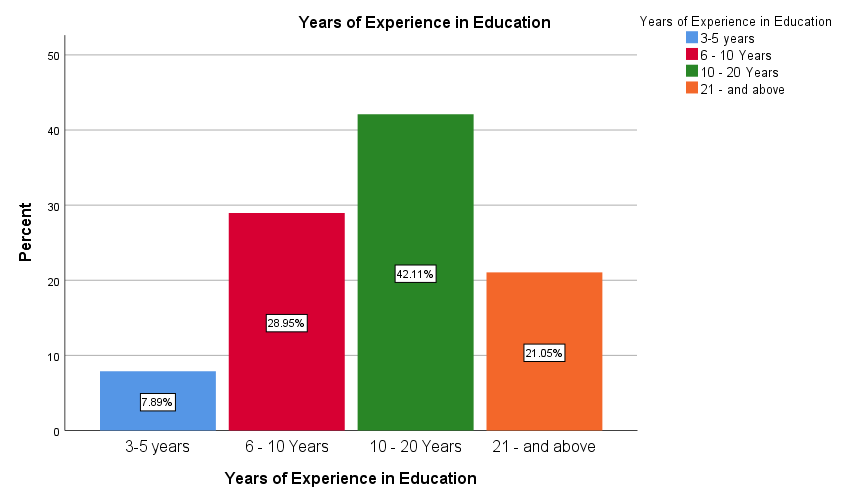 Years of Experience in Education
Years of Experience in Education
3-5 years
6 - 10 Years
10 - 20 Years
21 - and above
Percent
50
40
30
20
10
0
7.89%
28.95%
42.11%
21.05%
3-5 years
6 - 10 Years
10 - 20 Years
21 - and above
Years of Experience in Education